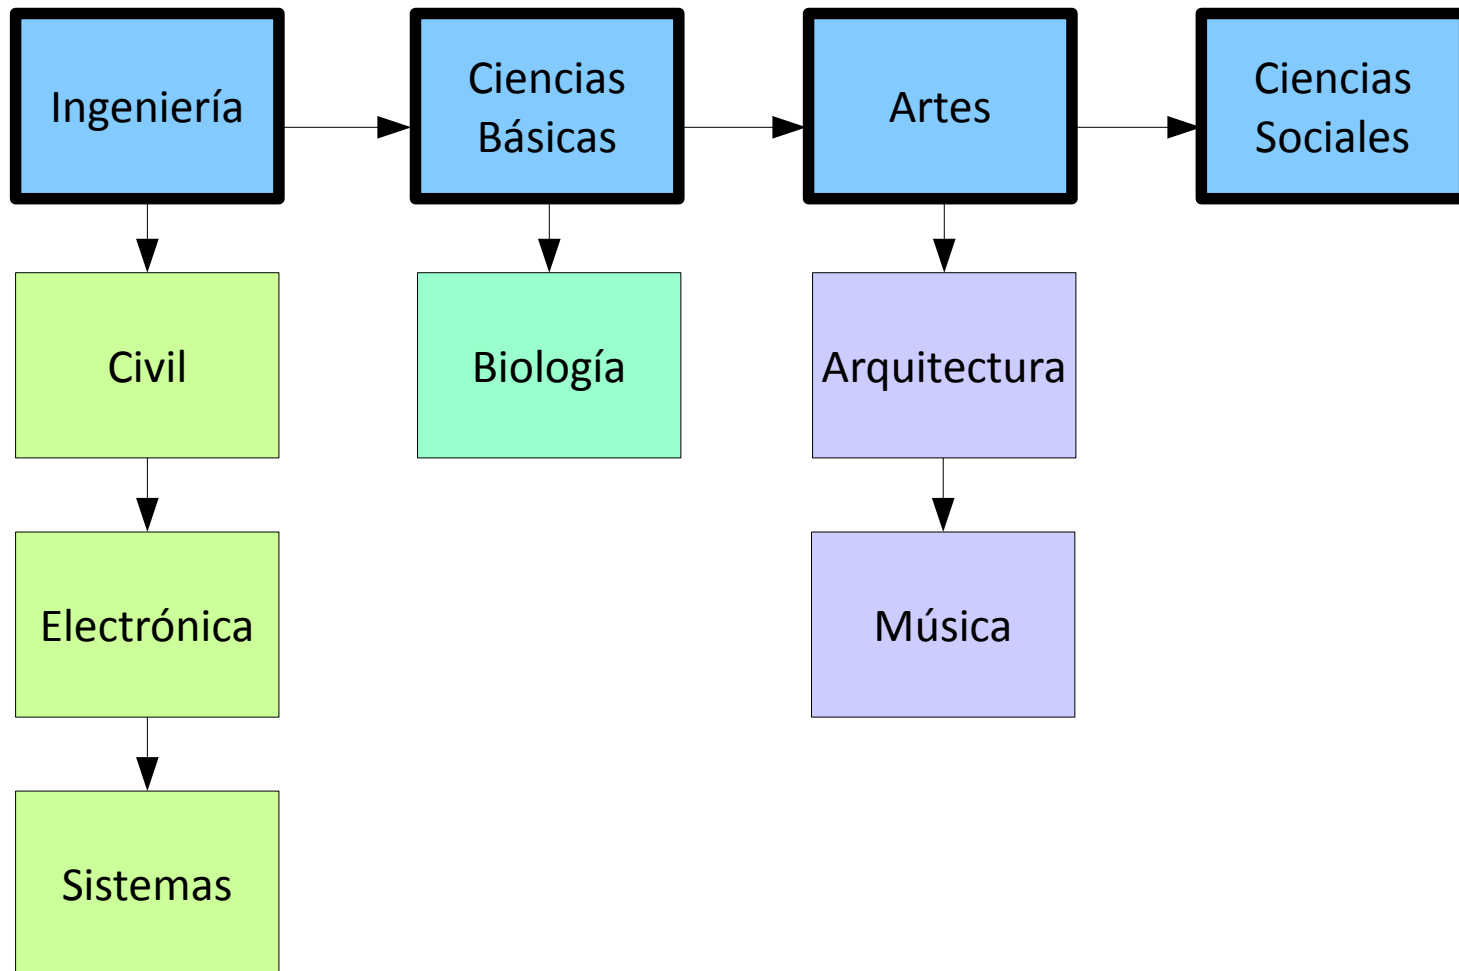 Ingeniería
Ciencias
Básicas
Artes
Ciencias
Sociales
Civil
Biología
Arquitectura
Electrónica
Música
Sistemas